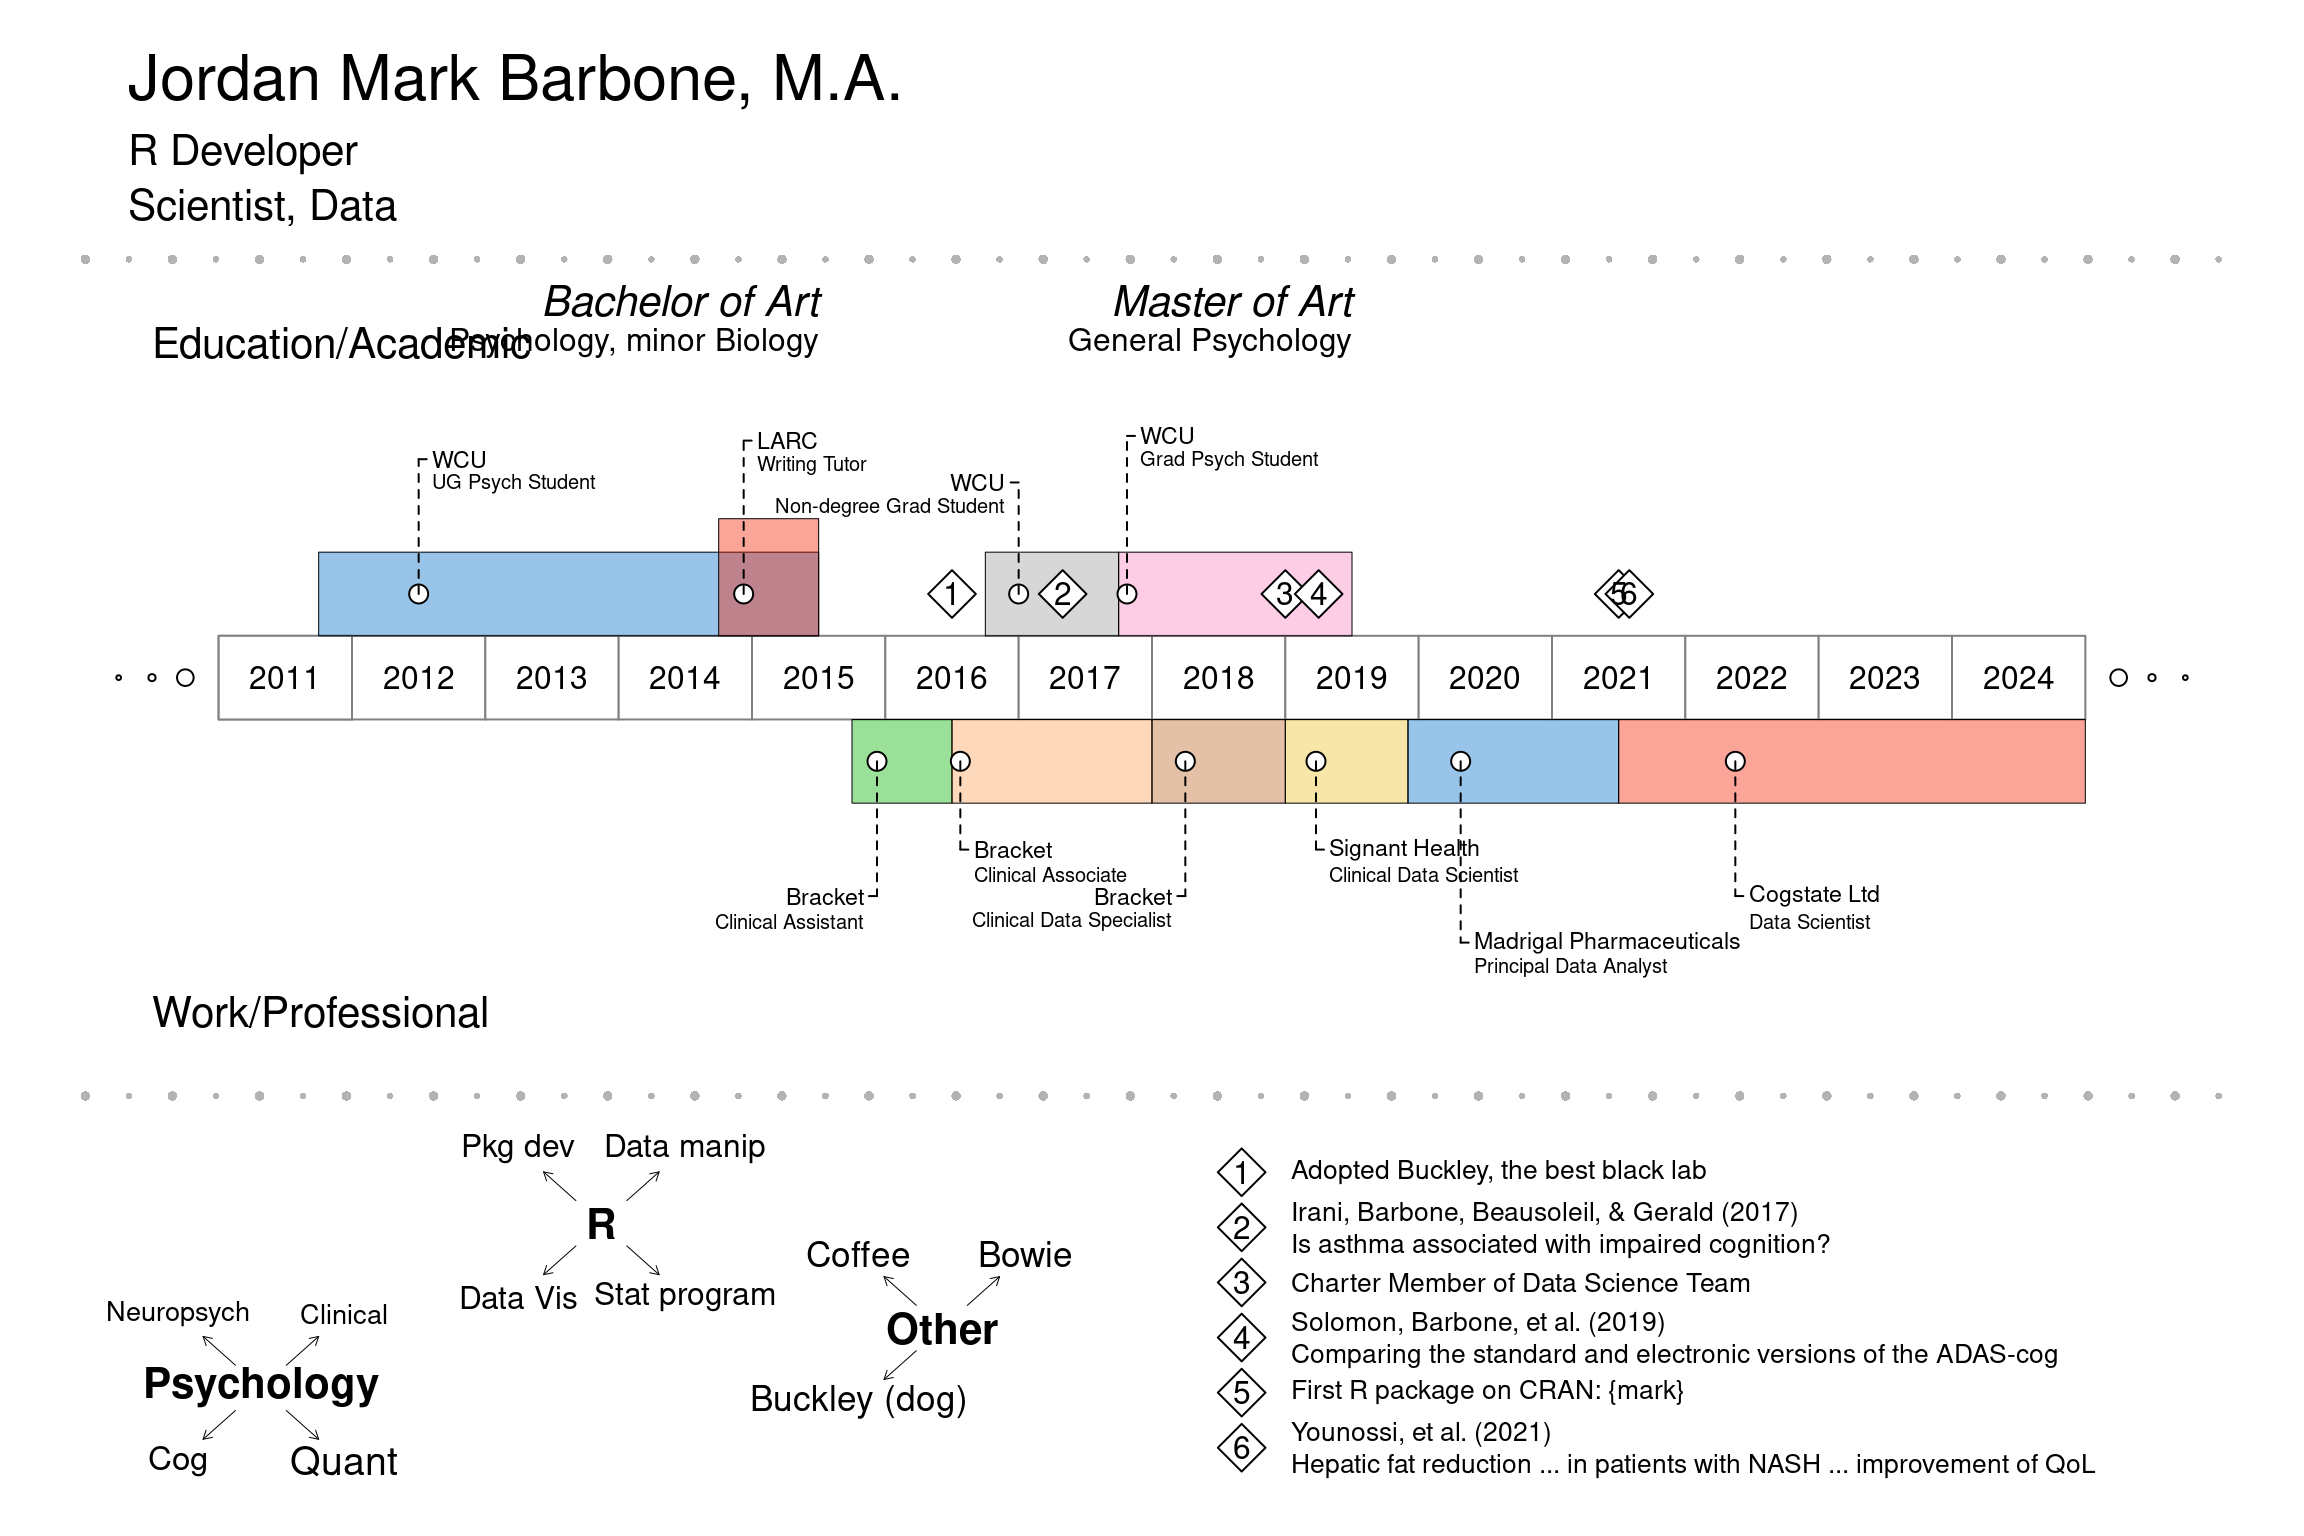 Jordan Mark Barbone, M.A.
R Developer
Scientist, Data
Bachelor of Art
Master of Art
Education/Academic
Psychology, minor Biology
General Psychology
WCU
UG Psych Student
LARC
Writing Tutor
WCU
Non-degree Grad Student
WCU
Grad Psych Student
1
2
3
4
5
6
2011
2012
2013
2014
2015
2016
2017
2018
2019
2020
2021
2022
2023
2024
Bracket
Clinical Assistant
Bracket
Clinical Associate
Bracket
Clinical Data Specialist
Signant Health
Clinical Data Scientist
Madrigal Pharmaceuticals
Principal Data Analyst
Cogstate Ltd
Data Scientist
Work/Professional
Pkg dev
Data manip
R
Data Vis
Stat program
Coffee
Bowie
Other
Buckley (dog)
Neuropsych
Clinical
Psychology
Cog
Quant
1 Adopted Buckley, the best black lab
2 Irani, Barbone, Beausoleil, & Gerald (2017)
Is asthma associated with impaired cognition?
3 Charter Member of Data Science Team
4 Solomon, Barbone, et al. (2019)
Comparing the standard and electronic versions of the ADAS-cog
5 First R package on CRAN: {mark}
6 Younossi, et al. (2021)
Hepatic fat reduction ... in patients with NASH ... improvement of QoL